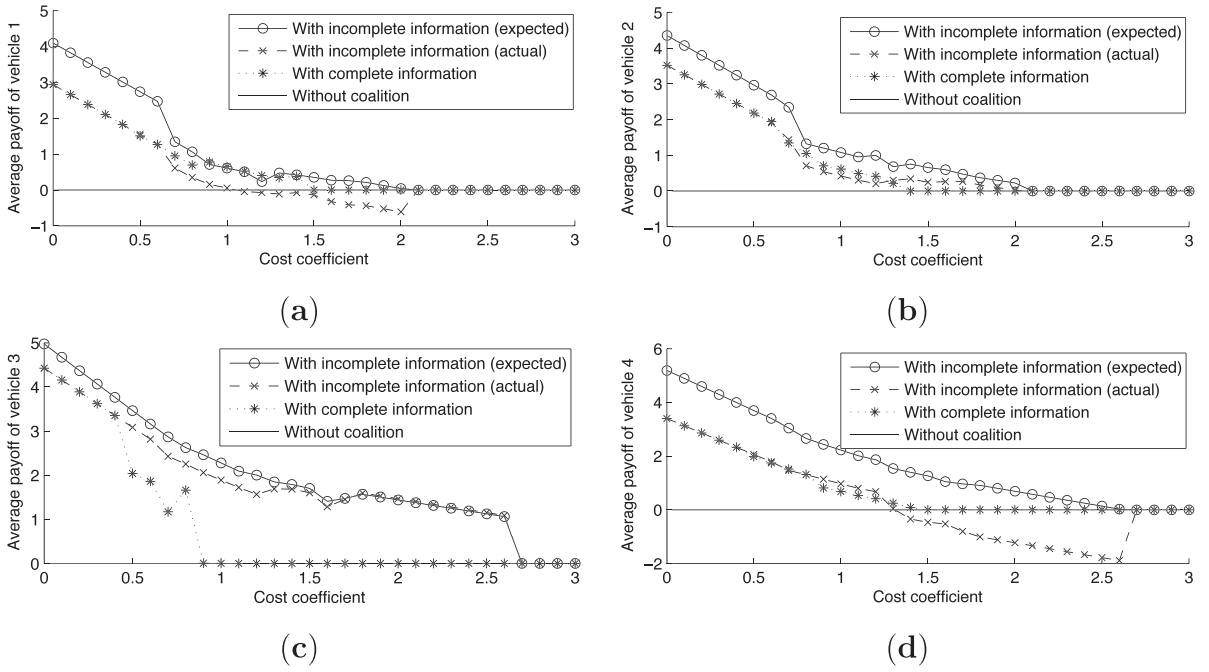 Average payoff of vehicle 1
5
4
3
2
1
0
−1
0 0.5 1 1.5 2 2.5 3
Cost coefficient
With incomplete information (expected)
With incomplete information (actual)
With complete information
Without coalition
(a)
Average payoff of vehicle 2
5
4
3
2
1
0
−1
0 0.5 1 1.5 2 2.5 3
Cost coefficient
With incomplete information (expected)
With incomplete information (actual)
With complete information
Without coalition
(b)
Average payoff of vehicle 3
5
4
3
2
1
0
0 0.5 1 1.5 2 2.5 3
Cost coefficient
With incomplete information (expected)
With incomplete information (actual)
With complete information
Without coalition
(c)
Average payoff of vehicle 4
6
4
2
0
−2
0 0.5 1 1.5 2 2.5 3
Cost coefficient
With incomplete information (expected)
With incomplete information (actual)
With complete information
Without coalition
(d)